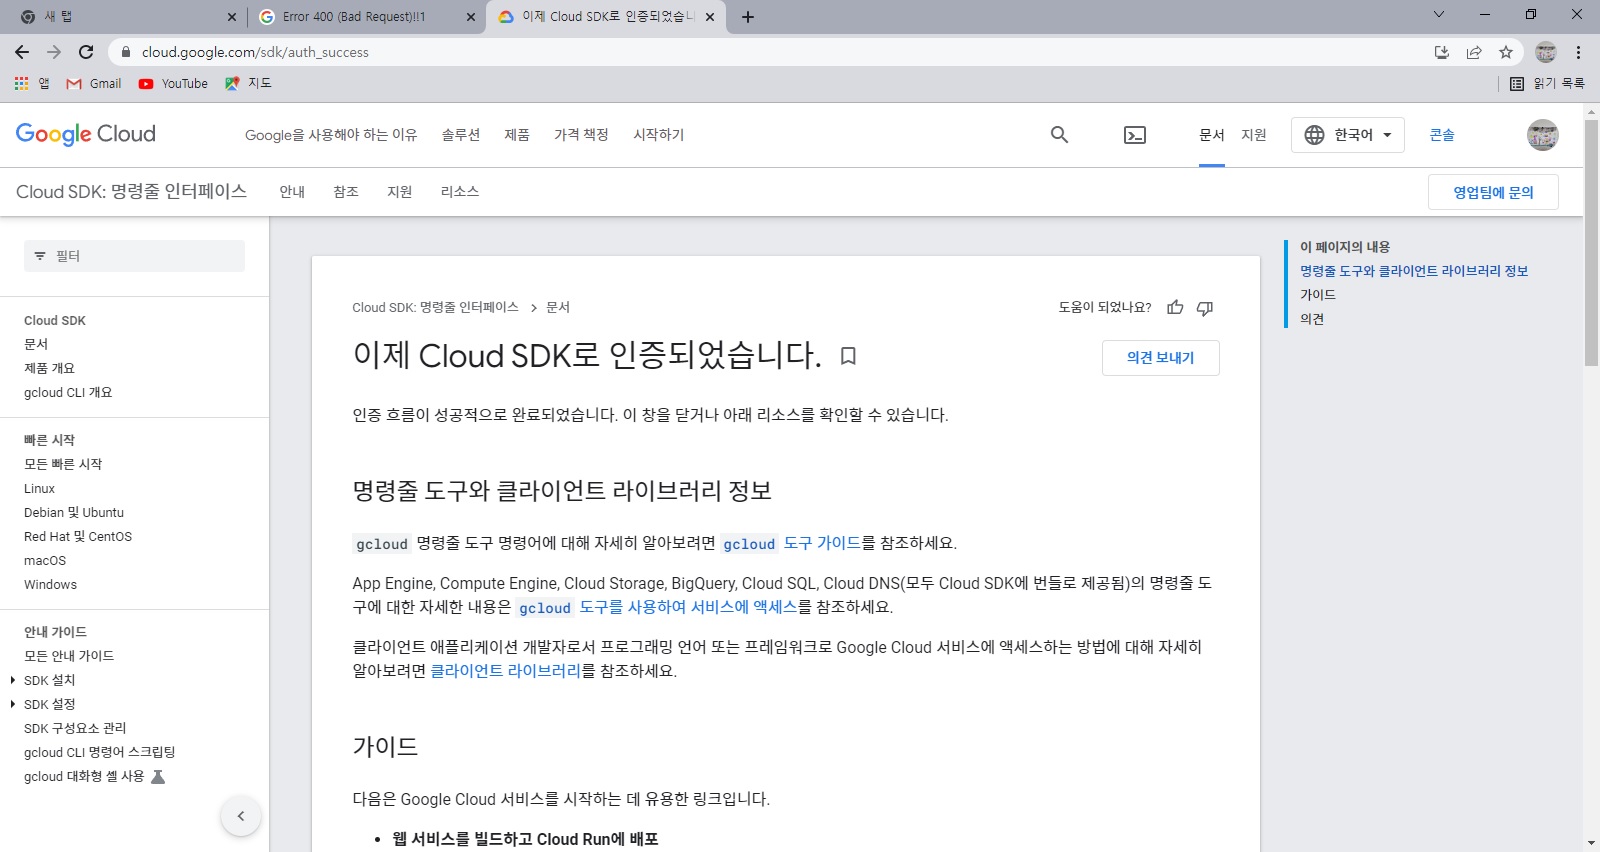 새 탭
Error 400 (Bad Request)!!1
이제 Cloud SDK로 인증되었습니
cloud.google.com/sdk/auth_success
앱
Gmail
YouTube
지도
읽기 목록
Google Cloud
Google을 사용해야 하는 이유
솔루션
제품
가격 책정
시작하기
문서
지원
한국어
콘솔
Cloud SDK: 명령줄 인터페이스
안내
참조
지원
리소스
영업팀에 문의
필터
Cloud SDK
문서
제품 개요
gcloud CLI 개요
빠른 시작
모든 빠른 시작
Linux
Debian 및 Ubuntu
Red Hat 및 CentOS
macOS
Windows
안내 가이드
모든 안내 가이드
SDK 설치
SDK 설정
SDK 구성요소 관리
gcloud CLI 명령어 스크립팅
gcloud 대화형 셸 사용
Cloud SDK: 명령줄 인터페이스 > 문서
도움이 되었나요?
이제 Cloud SDK로 인증되었습니다.
의견 보내기
인증 흐름이 성공적으로 완료되었습니다. 이 창을 닫거나 아래 리소스를 확인할 수 있습니다.
명령줄 도구와 클라이언트 라이브러리 정보
gcloud 명령줄 도구 명령어에 대해 자세히 알아보려면 gcloud 도구 가이드를 참조하세요.
App Engine, Compute Engine, Cloud Storage, BigQuery, Cloud SQL, Cloud DNS(모두 Cloud SDK에 번들로 제공됨)의 명령줄 도
구에 대한 자세한 내용은 gcloud 도구를 사용하여 서비스에 액세스를 참조하세요.
클라이언트 애플리케이션 개발자로서 프로그래밍 언어 또는 프레임워크로 Google Cloud 서비스에 액세스하는 방법에 대해 자세히
알아보려면 클라이언트 라이브러리를 참조하세요.
가이드
다음은 Google Cloud 서비스를 시작하는 데 유용한 링크입니다.
• 웹 서비스를 빌드하고 Cloud Run에 배포
이 페이지의 내용
명령줄 도구와 클라이언트 라이브러리 정보
가이드
의견